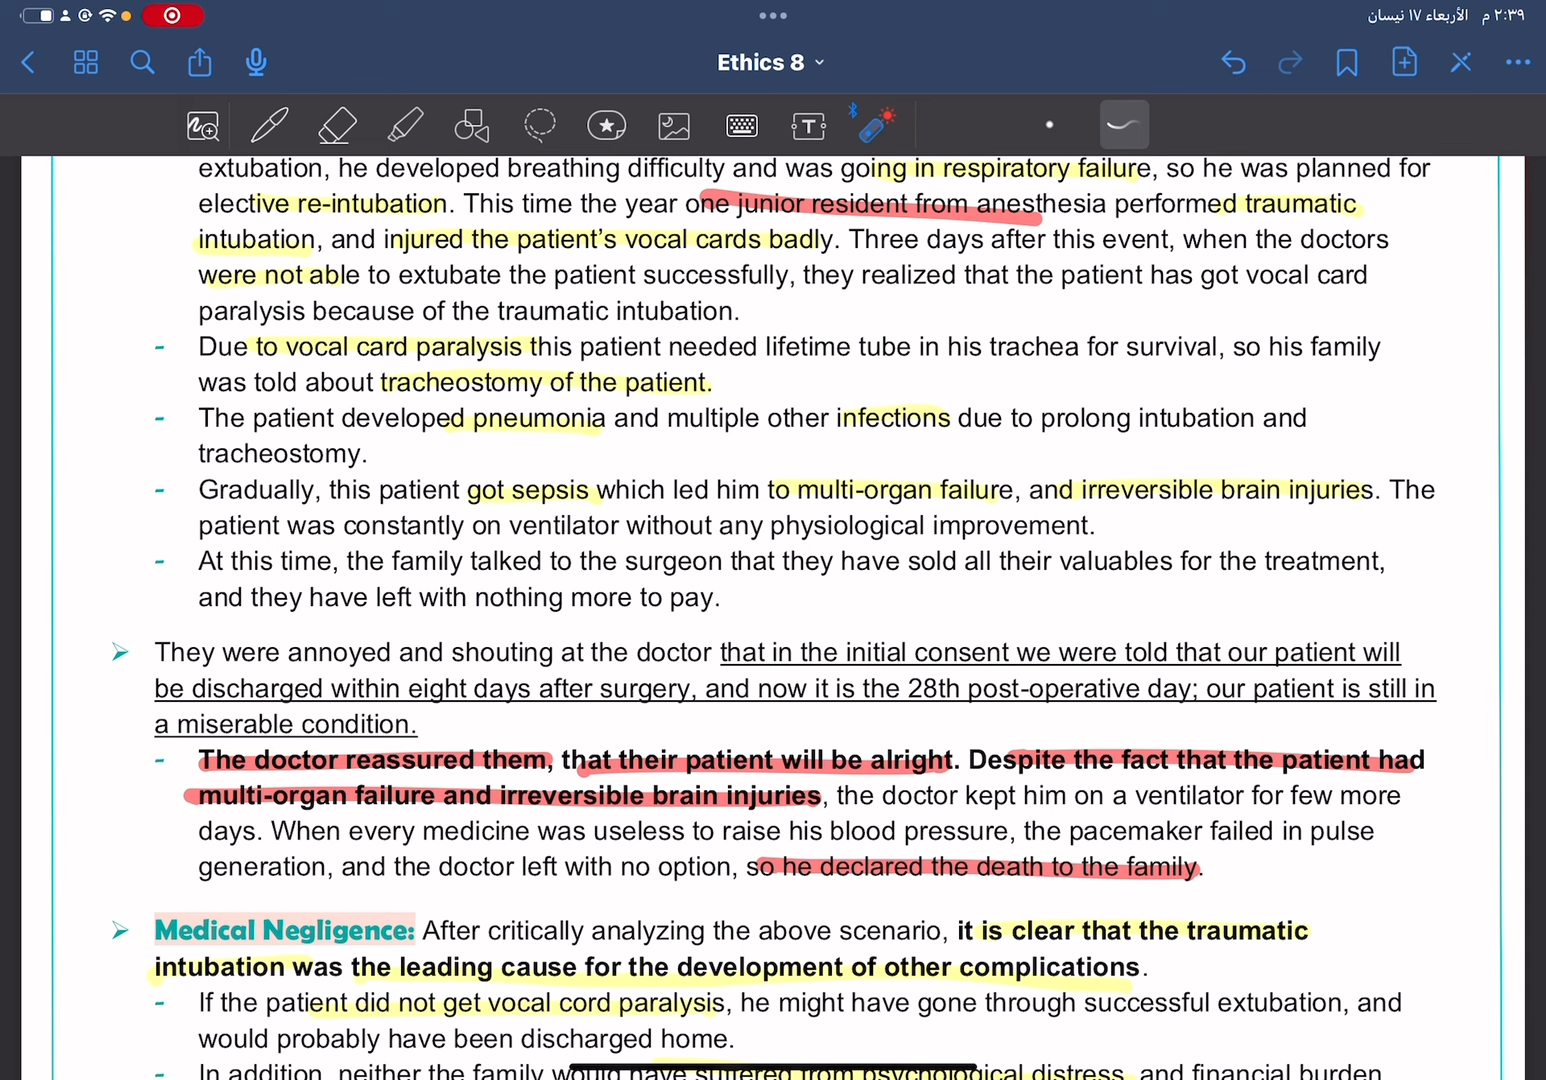 ٢:٣٩ م الأربعاء ١٧ نيسان
Ethics 8
extubation, he developed breathing difficulty and was going in respiratory failure, so he was planned for
elective re-intubation. This time the year one junior resident from anesthesia performed traumatic
intubation, and injured the patient’s vocal cards badly. Three days after this event, when the doctors
were not able to extubate the patient successfully, they realized that the patient has got vocal card
paralysis because of the traumatic intubation.
- Due to vocal card paralysis this patient needed lifetime tube in his trachea for survival, so his family
was told about tracheostomy of the patient.
- The patient developed pneumonia and multiple other infections due to prolong intubation and
tracheostomy.
- Gradually, this patient got sepsis which led him to multi-organ failure, and irreversible brain injuries. The
patient was constantly on ventilator without any physiological improvement.
- At this time, the family talked to the surgeon that they have sold all their valuables for the treatment,
and they have left with nothing more to pay.
They were annoyed and shouting at the doctor that in the initial consent we were told that our patient will
be discharged within eight days after surgery, and now it is the 28th post-operative day; our patient is still in
a miserable condition.
- The doctor reassured them, that their patient will be alright. Despite the fact that the patient had
multi-organ failure and irreversible brain injuries, the doctor kept him on a ventilator for few more
days. When every medicine was useless to raise his blood pressure, the pacemaker failed in pulse
generation, and the doctor left with no option, so he declared the death to the family.
Medical Negligence: After critically analyzing the above scenario, it is clear that the traumatic
intubation was the leading cause for the development of other complications.
- If the patient did not get vocal cord paralysis, he might have gone through successful extubation, and
would probably have been discharged home.
- In addition, neither the family would have suffered from psychological distress, and financial burden